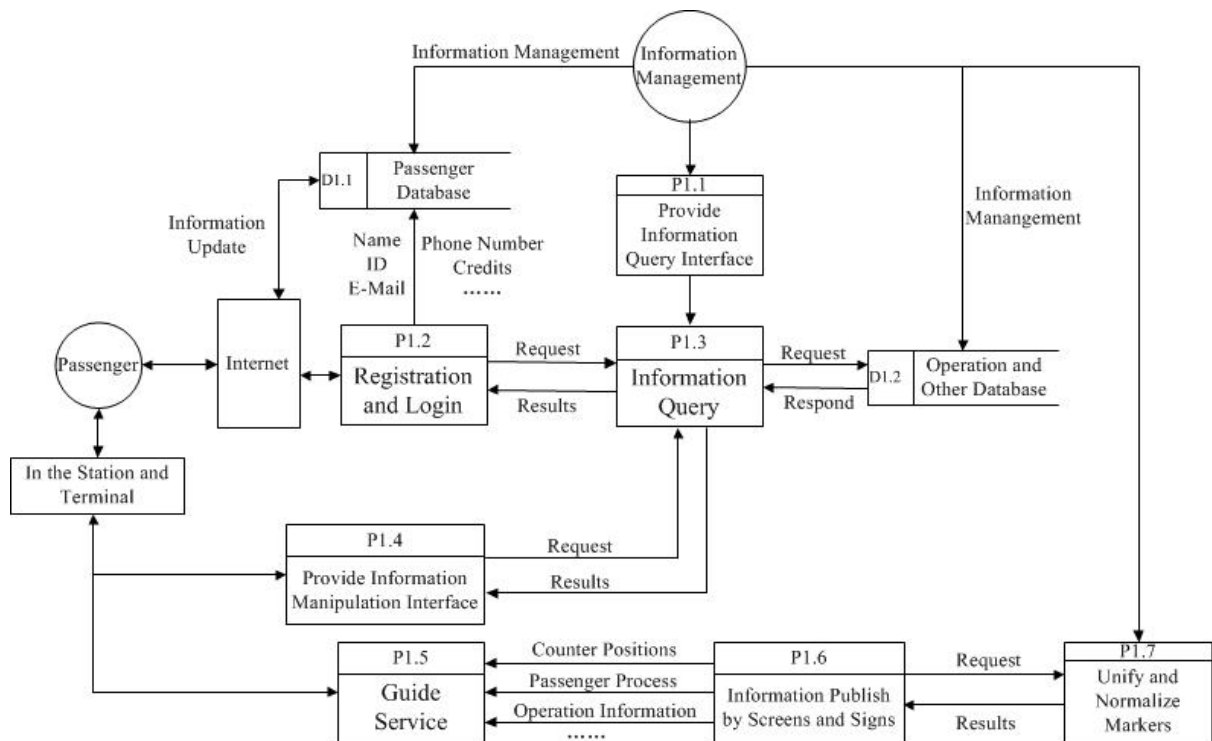 Information Management
Information
Management
D1.1
Passenger
Database
P1.1
Provide
Information
Query Interface
Information
Manangement
Information
Update
Name
ID
E-Mail
Phone Number
Credits
……
Passenger
Internet
P1.2
Registration
and Login
Request
Results
P1.3
Information
Query
Request
Respond
D1.2
Operation and
Other Database
In the Station and
Terminal
P1.4
Provide Information
Manipulation Interface
Request
Results
P1.5
Guide
Service
Counter Positions
Passenger Process
Operation Information
……
P1.6
Information Publish
by Screens and Signs
Request
Results
P1.7
Unify and
Normalize
Markers